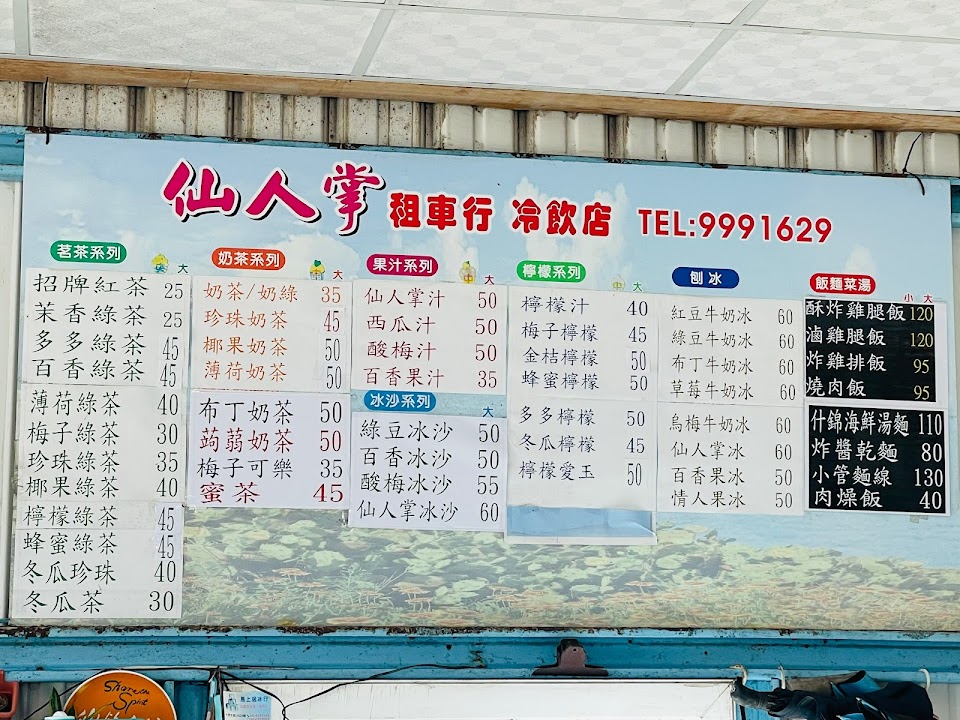 仙人掌 租車行 冷飲店 TEL:9991629
茗茶系列
大
招牌紅茶 25
茉香綠茶 25
多多綠茶 45
百香綠茶 45
薄荷綠茶 40
梅子綠茶 30
珍珠綠茶 35
椰果綠茶 40
檸檬綠茶 45
蜂蜜綠茶 45
冬瓜珍珠 40
冬瓜茶 30
奶茶系列
大
奶茶/奶綠 35
珍珠奶茶 45
椰果奶茶 50
薄荷奶茶 50
布丁奶茶 50
蒟蒻奶茶 50
梅子可樂 35
蜜茶 45
果汁系列
中 大
仙人掌汁 50
西瓜汁 50
酸梅汁 50
百香果汁 35
冰沙系列
大
綠豆冰沙 50
百香冰沙 50
酸梅冰沙 55
仙人掌冰沙 60
檸檬系列
中 大
檸檬汁 40
梅子檸檬 45
金桔檸檬 50
蜂蜜檸檬 50
多多檸檬 50
冬瓜檸檬 45
檸檬愛玉 50
刨冰
紅豆牛奶冰 60
綠豆牛奶冰 60
布丁牛奶冰 60
草莓牛奶冰 60
烏梅牛奶冰 60
仙人掌冰 60
百香果冰 50
情人果冰 50
飯麵菜湯
小 大
酥炸雞腿飯 120
滷雞腿飯 120
炸雞排飯 95
燒肉飯 95
什錦海鮮湯麵 110
炸醬乾麵 80
小管麵線 130
肉燥飯 40